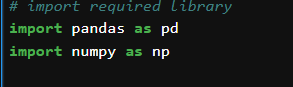 # import required library
import pandas as pd
import numpy as np